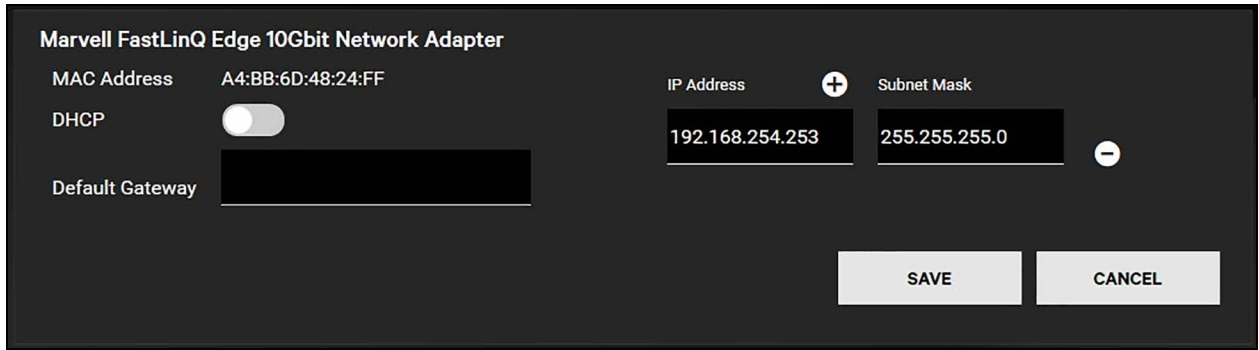 Marvell FastLinQ Edge 10Gbit Network Adapter
MAC Address A4:BB:6D:48:24:FF
DHCP
Default Gateway
IP Address Subnet Mask
192.168.254.253 255.255.255.0
SAVE CANCEL